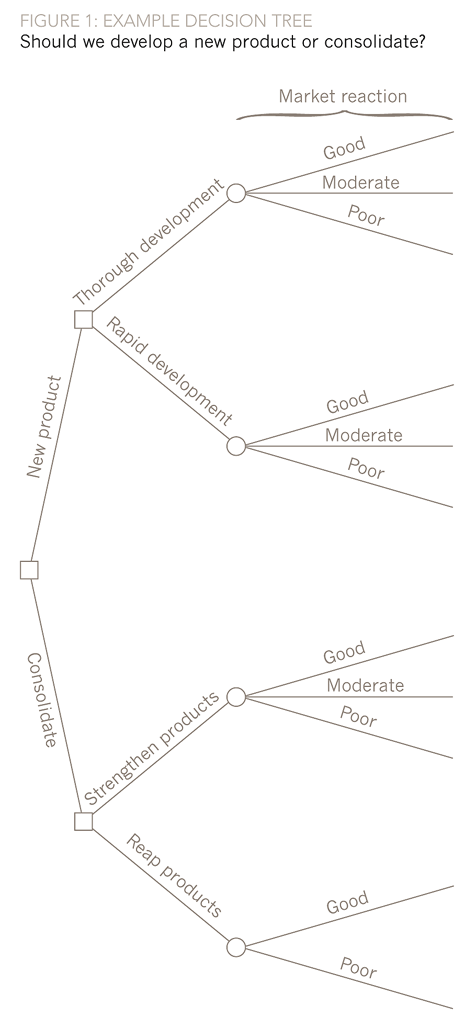 FIGURE 1: EXAMPLE DECISION TREE
Should we develop a new product or consolidate?
Market reaction
Good
Moderate
Poor
Thorough development
Rapid development
Good
Moderate
Poor
New product
Consolidate
Good
Moderate
Poor
Strengthen products
Reap products
Good
Poor